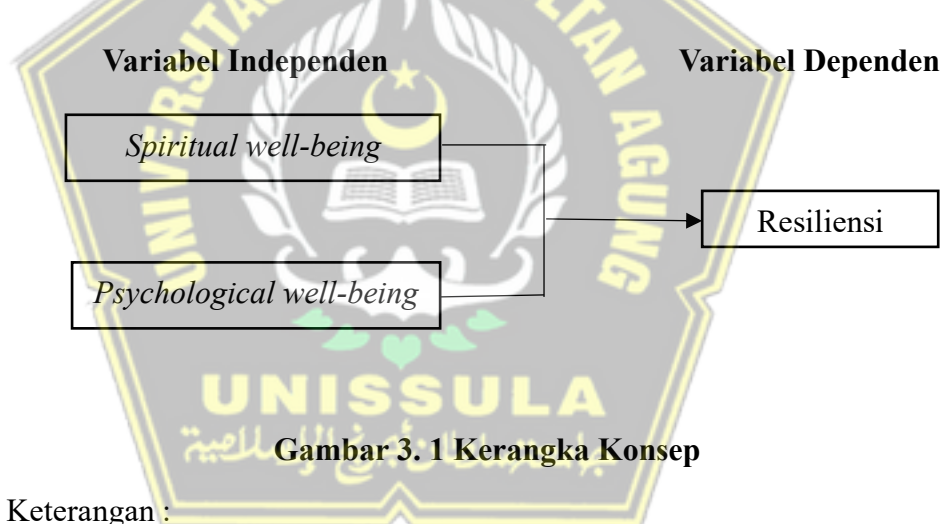 Variabel Independen
Variabel Dependen
Spiritual well-being
Resiliensi
Psychological well-being
UNISSULA
Gambar 3. 1 Kerangka Konsep
Keterangan :